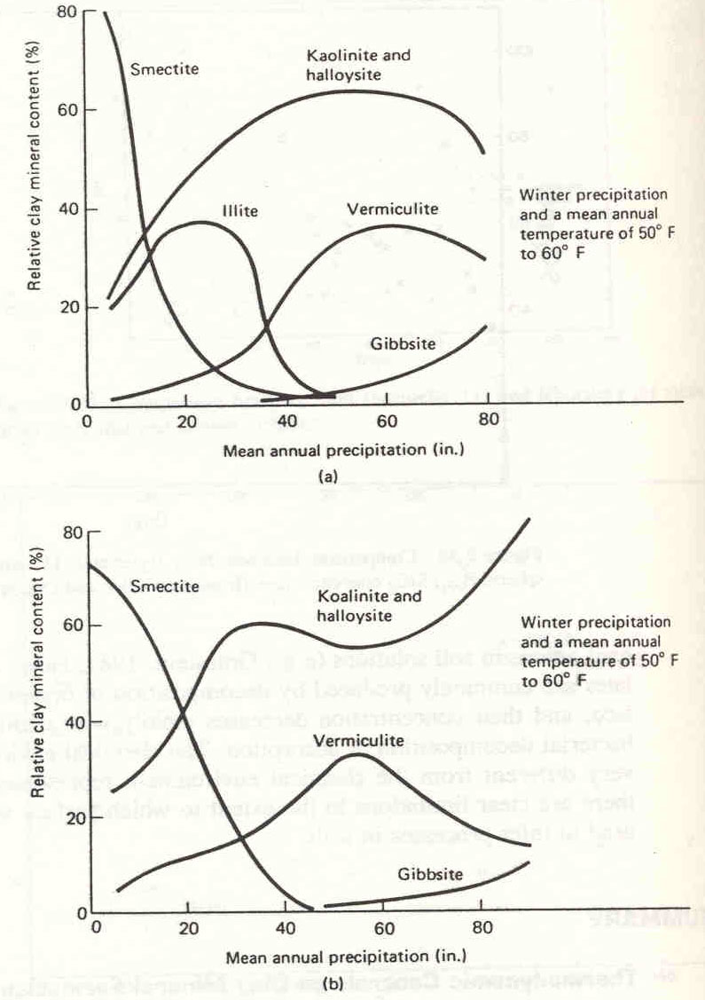 80
60
40
20
0
Relative clay mineral content (%)
Smectite
Kaolinite and
halloysite
Illite
Vermiculite
Gibbsite
Winter precipitation
and a mean annual
temperature of 50° F
to 60° F
0 20 40 60 80
Mean annual precipitation (in.)
(a)
80
60
40
20
0
Relative clay mineral content (%)
Smectite
Koalinite and
halloysite
Vermiculite
Gibbsite
Winter precipitation
and a mean annual
temperature of 50° F
to 60° F
0 20 40 60 80
Mean annual precipitation (in.)
(b)